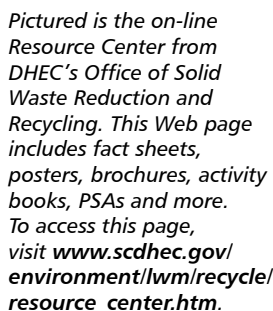 Pictured is the on-line
Resource Center from
DHEC's Office of Solid
Waste Reduction and
Recycling. This Web page
includes fact sheets,
posters, brochures, activity
books, PSAs and more.
To access this page,
visit www.scdhec.gov/
environment/lwm/recycle/
resource_center.htm.